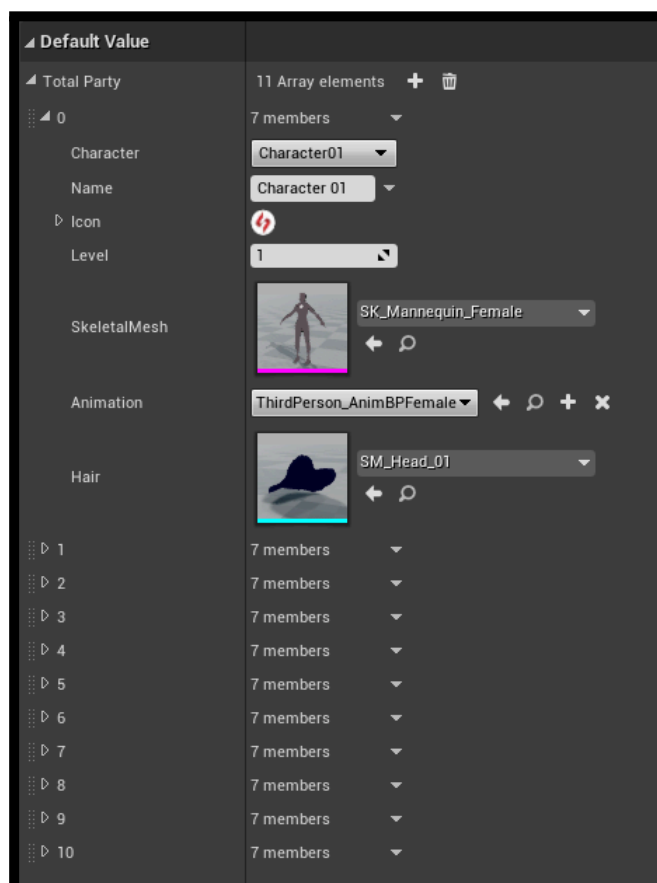 Default Value
Total Party 11 Array elements
0 7 members
Character Character01
Name Character 01
Icon
Level 1
SkeletalMesh SK_Mannequin_Female
Animation ThirdPerson_AnimBPFemale
Hair SM_Head_01
1 7 members
2 7 members
3 7 members
4 7 members
5 7 members
6 7 members
7 7 members
8 7 members
9 7 members
10 7 members